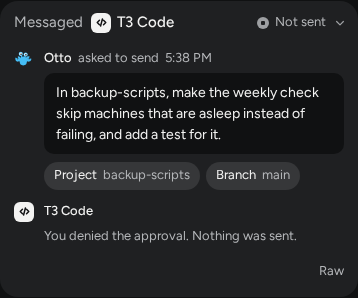 Messaged T3 Code Not sent
Otto asked to send 5:38 PM
In backup-scripts, make the weekly check
skip machines that are asleep instead of
failing, and add a test for it.
Project backup-scripts Branch main
T3 Code
You denied the approval. Nothing was sent.
Raw